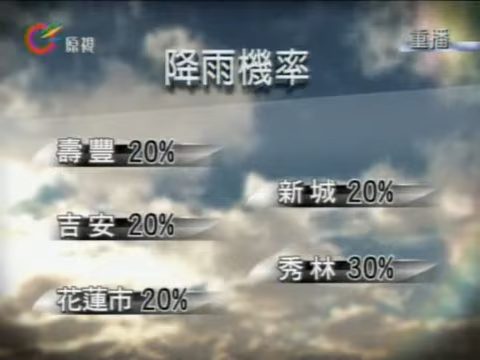 原視
重播
降雨機率
壽豐 20%
新城 20%
吉安 20%
秀林 30%
花蓮市 20%